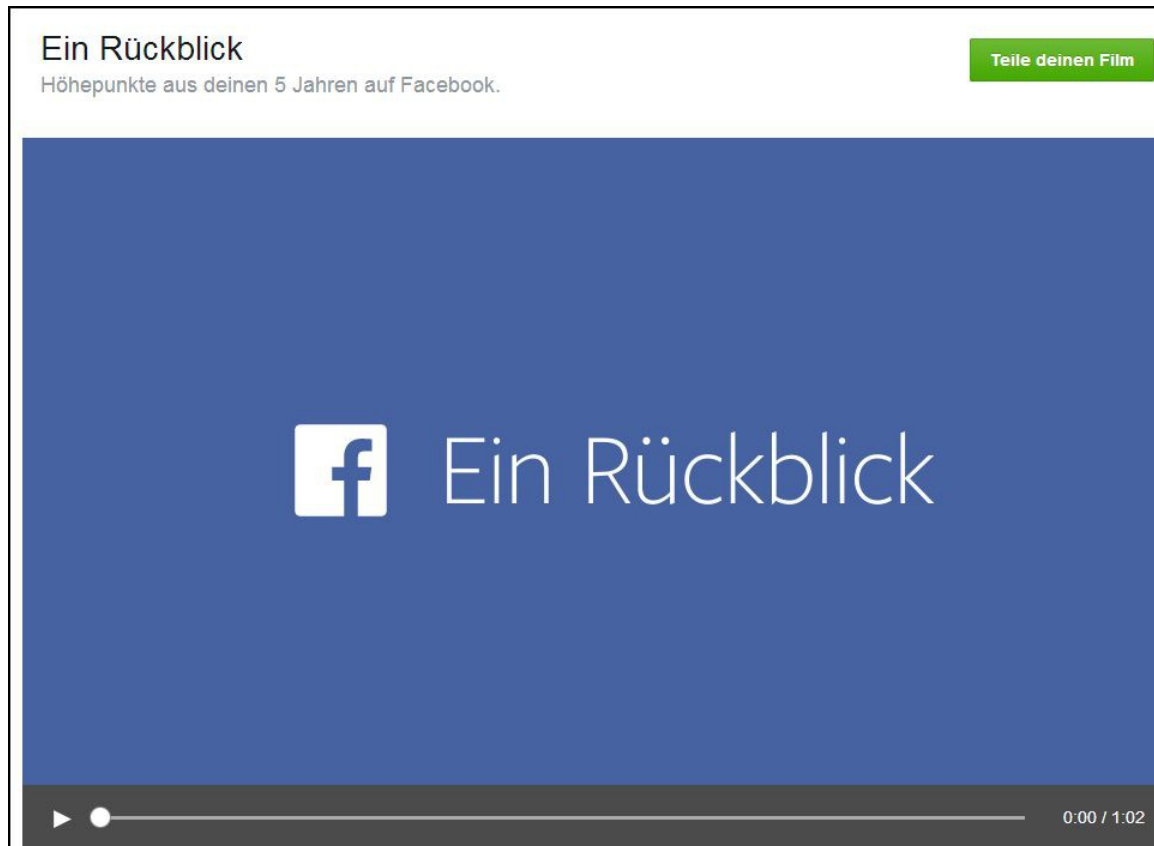 Ein Rückblick
Teile deinen Film
Höhepunkte aus deinen 5 Jahren auf Facebook.
f Ein Rückblick
0:00 / 1:02